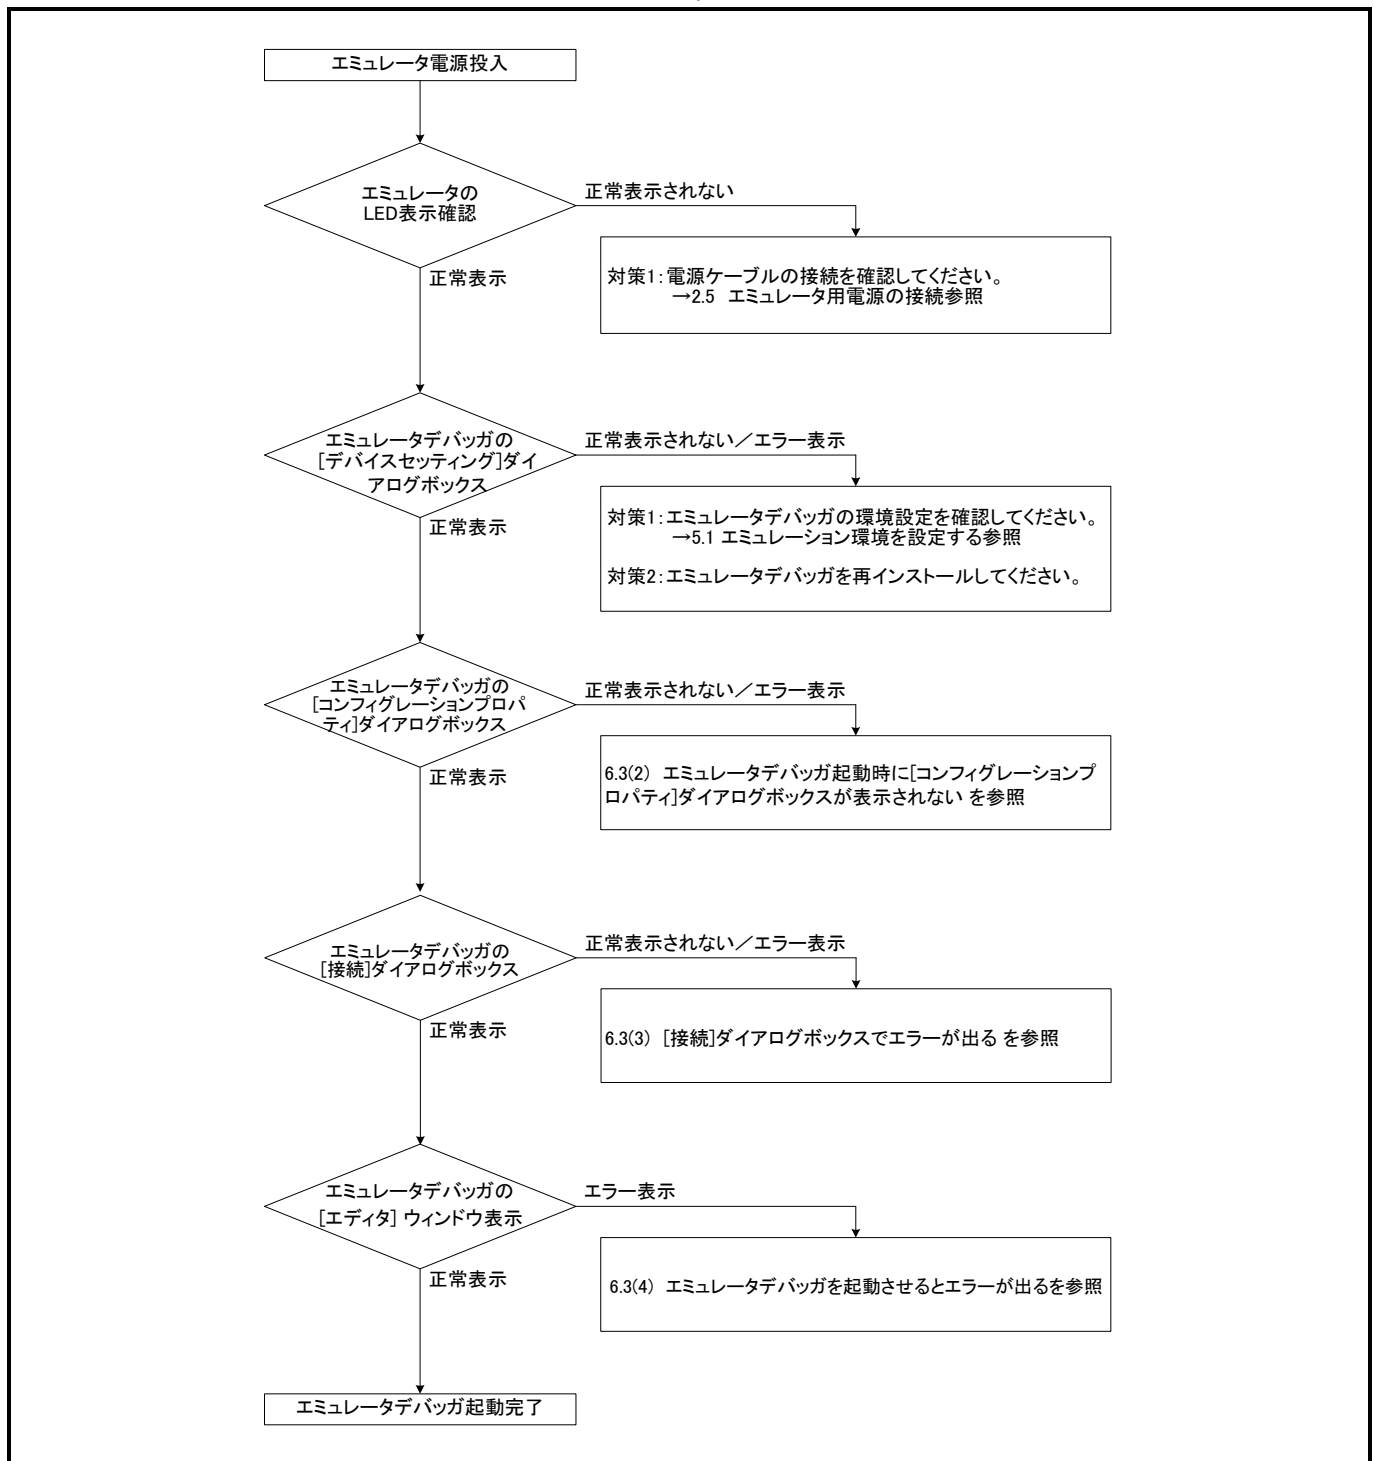 エミュレータ電源投入
エミュレータの
LED表示確認
正常表示されない
正常表示
対策1：電源ケーブルの接続を確認してください。
→2.5 エミュレータ用電源の接続参照
エミュレータデバッガの
[デバイスセッティング]ダイ
アログボックス
正常表示されない／エラー表示
正常表示
対策1：エミュレータデバッガの環境設定を確認してください。
→5.1 エミュレーション環境を設定する参照
対策2：エミュレータデバッガを再インストールしてください。
エミュレータデバッガの
[コンフィグレーションプロパ
ティ]ダイアログボックス
正常表示されない／エラー表示
正常表示
6.3(2) エミュレータデバッガ起動時に[コンフィグレーションプ
ロパティ]ダイアログボックスが表示されない を参照
エミュレータデバッガの
[接続]ダイアログボックス
正常表示されない／エラー表示
正常表示
6.3(3) [接続]ダイアログボックスでエラーが出る を参照
エミュレータデバッガの
[エディタ] ウィンドウ表示
エラー表示
正常表示
6.3(4) エミュレータデバッガを起動させるとエラーが出るを参照
エミュレータデバッガ起動完了